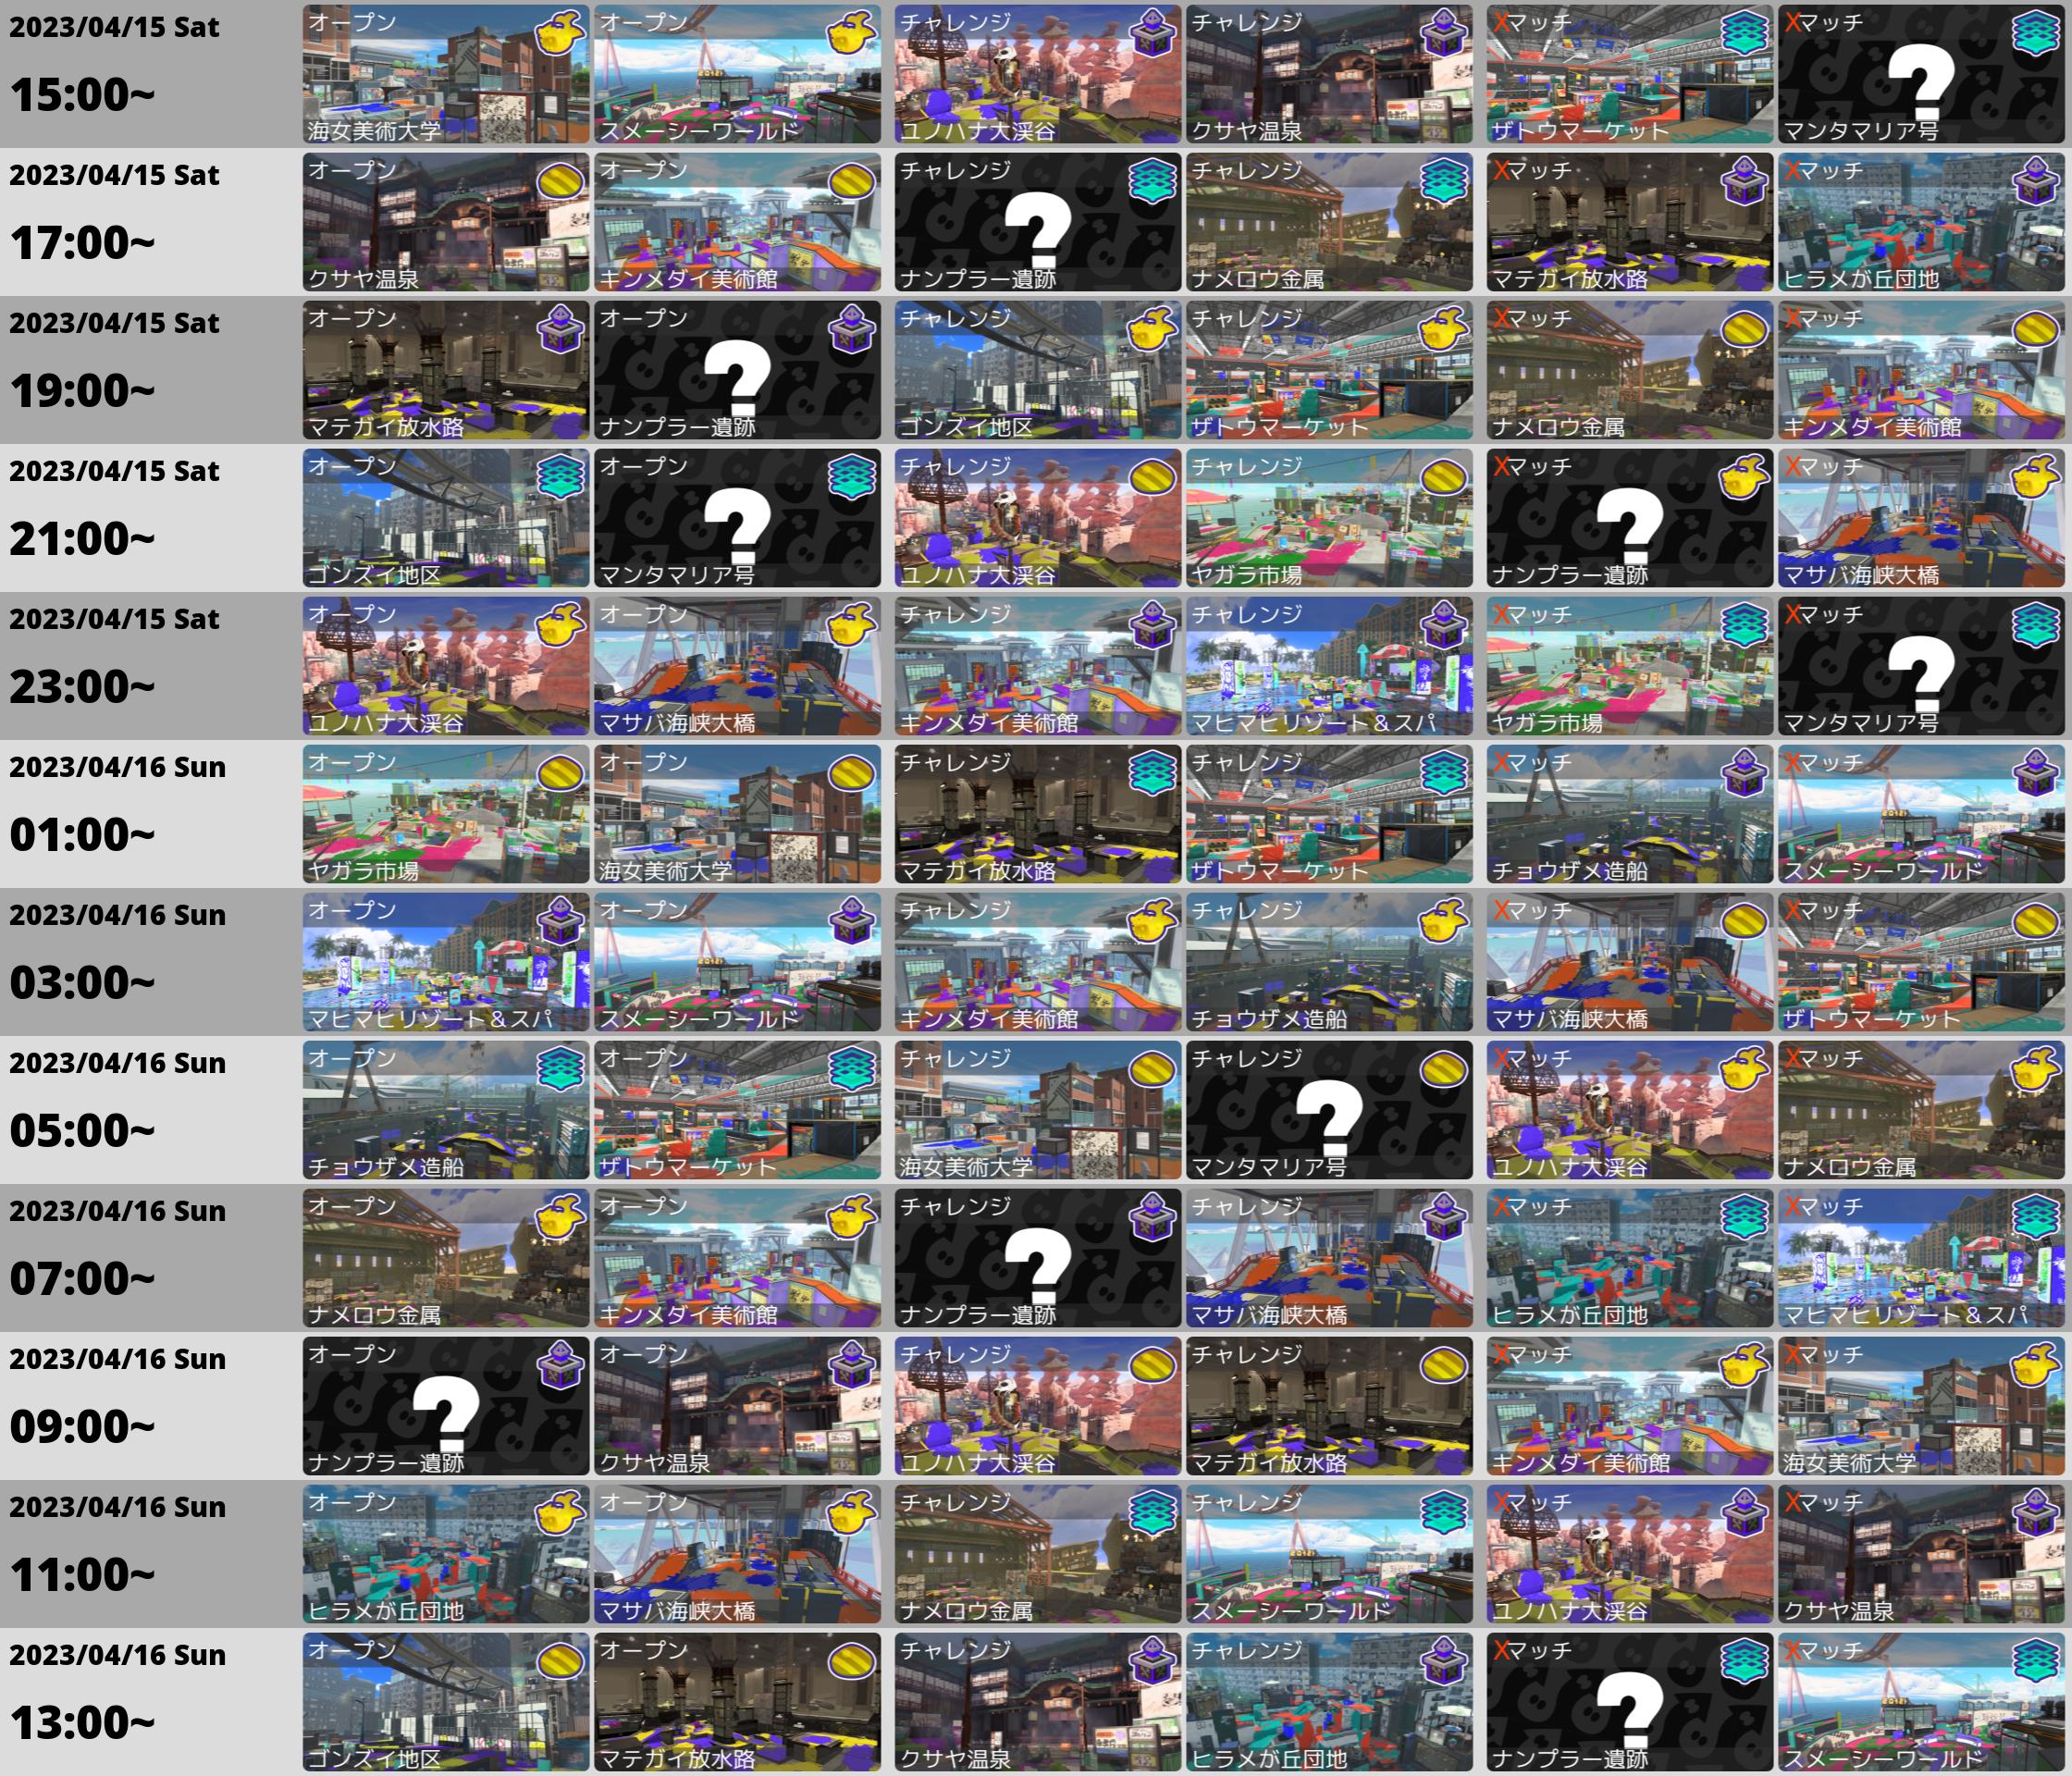 2023/04/15 Sat
15:00~
オープン オープン チャレンジ チャレンジ Xマッチ Xマッチ
海女美術大学 スメーシーワールド ユノハナ大渓谷 クサヤ温泉 ザトウマーケット マンタマリア号
2023/04/15 Sat
17:00~
オープン オープン チャレンジ チャレンジ Xマッチ Xマッチ
クサヤ温泉 キンメダイ美術館 ナンプラー遺跡 ナメロウ金属 マテガイ放水路 ヒラメが丘団地
2023/04/15 Sat
19:00~
オープン オープン チャレンジ チャレンジ Xマッチ Xマッチ
マテガイ放水路 ナンプラー遺跡 ゴンズイ地区 ザトウマーケット ナメロウ金属 キンメダイ美術館
2023/04/15 Sat
21:00~
オープン オープン チャレンジ チャレンジ Xマッチ Xマッチ
ゴンズイ地区 マンタマリア号 ユノハナ大渓谷 ヤガラ市場 ナンプラー遺跡 マサバ海峡大橋
2023/04/15 Sat
23:00~
オープン オープン チャレンジ チャレンジ Xマッチ Xマッチ
ユノハナ大渓谷 マサバ海峡大橋 キンメダイ美術館 マヒマヒリゾート＆スパ ヤガラ市場 マンタマリア号
2023/04/16 Sun
01:00~
オープン オープン チャレンジ チャレンジ Xマッチ Xマッチ
ヤガラ市場 海女美術大学 マテガイ放水路 ザトウマーケット チョウザメ造船 スメーシーワールド
2023/04/16 Sun
03:00~
オープン オープン チャレンジ チャレンジ Xマッチ Xマッチ
マヒマヒリゾート＆スパ スメーシーワールド キンメダイ美術館 チョウザメ造船 マサバ海峡大橋 ザトウマーケット
2023/04/16 Sun
05:00~
オープン オープン チャレンジ チャレンジ Xマッチ Xマッチ
チョウザメ造船 ザトウマーケット 海女美術大学 マンタマリア号 ユノハナ大渓谷 ナメロウ金属
2023/04/16 Sun
07:00~
オープン オープン チャレンジ チャレンジ Xマッチ Xマッチ
ナメロウ金属 キンメダイ美術館 ナンプラー遺跡 マサバ海峡大橋 ヒラメが丘団地 マヒマヒリゾート＆スパ
2023/04/16 Sun
09:00~
オープン オープン チャレンジ チャレンジ Xマッチ Xマッチ
ナンプラー遺跡 クサヤ温泉 ユノハナ大渓谷 マテガイ放水路 キンメダイ美術館 海女美術大学
2023/04/16 Sun
11:00~
オープン オープン チャレンジ チャレンジ Xマッチ Xマッチ
ヒラメが丘団地 マサバ海峡大橋 ナメロウ金属 スメーシーワールド ユノハナ大渓谷 クサヤ温泉
2023/04/16 Sun
13:00~
オープン オープン チャレンジ チャレンジ Xマッチ Xマッチ
ゴンズイ地区 マテガイ放水路 クサヤ温泉 ヒラメが丘団地 ナンプラー遺跡 スメーシーワールド